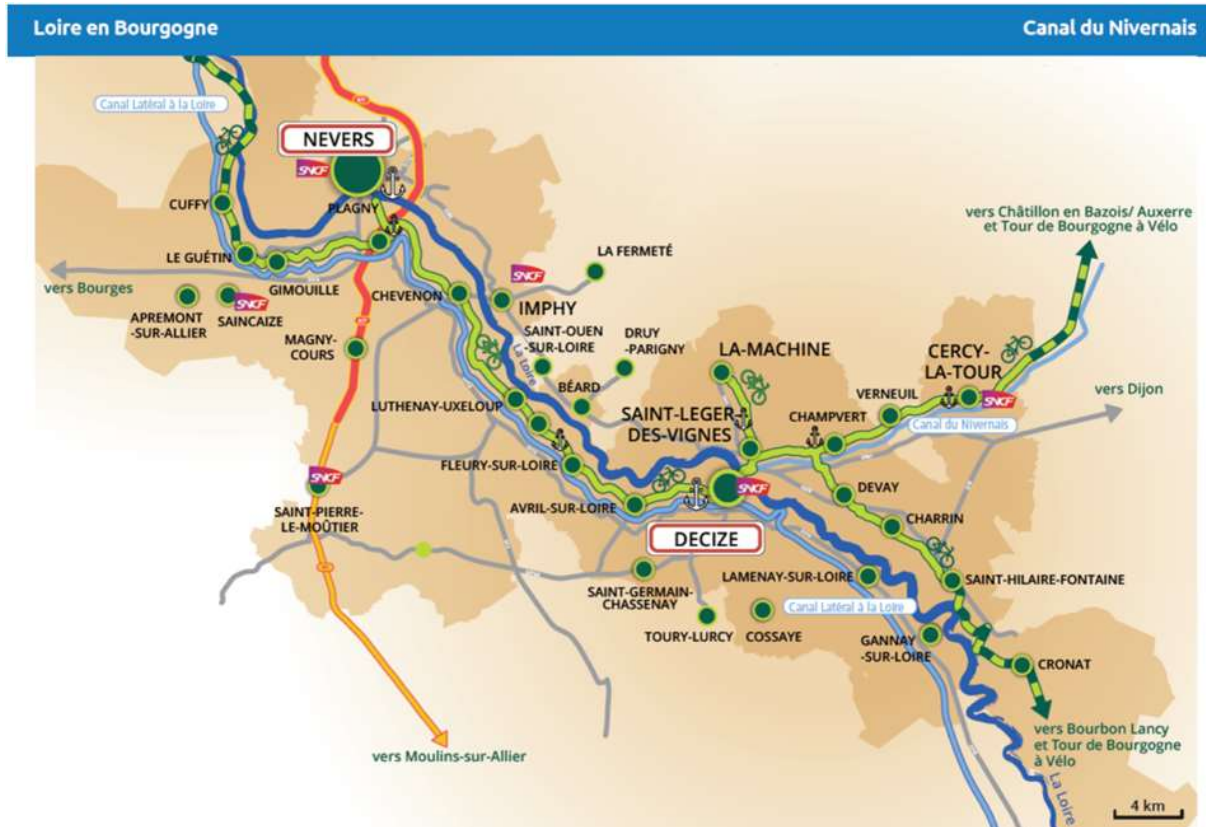 Loire en Bourgogne
Canal du Nivernais
Canal Latéral à la Loire
NEVERS
SNCF
CUFFY
PLAGNY
vers Châtillon en Bazois/ Auxerre
et Tour de Bourgogne à Vélo
LE GUÉTIN
LA FERMETÉ
vers Bourges
GIMOUILLE
CHEVENON
SNCF
IMPHY
APREMONT
-SUR-ALLIER
SAINCAIZE
SNCF
MAGNY-
COURS
La Loire
SAINT-OUEN
-SUR-LOIRE
DRUY
-PARIGNY
LA-MACHINE
CERCY-
LA-TOUR
SNCF
BÉARD
VERNEUIL
vers Dijon
LUTHENAY-UXELOUP
SAINT-LEGER-
DES-VIGNES
CHAMPVERT
Canal du Nivernais
FLEURY-SUR-LOIRE
SNCF
SNCF
DEVAY
AVRIL-SUR-LOIRE
SAINT-PIERRE-
LE-MOÛTIER
CHARRIN
DECIZE
SAINT-GERMAIN-
CHASSENAY
LAMENAY-SUR-LOIRE
SAINT-HILAIRE-FONTAINE
Canal Latéral à la Loire
TOURY-LURCY
COSSAYE
GANNAY
-SUR-LOIRE
CRONAT
vers Moulins-sur-Allier
vers Bourbon Lancy
et Tour de Bourgogne
à Vélo
La Loire
4 km